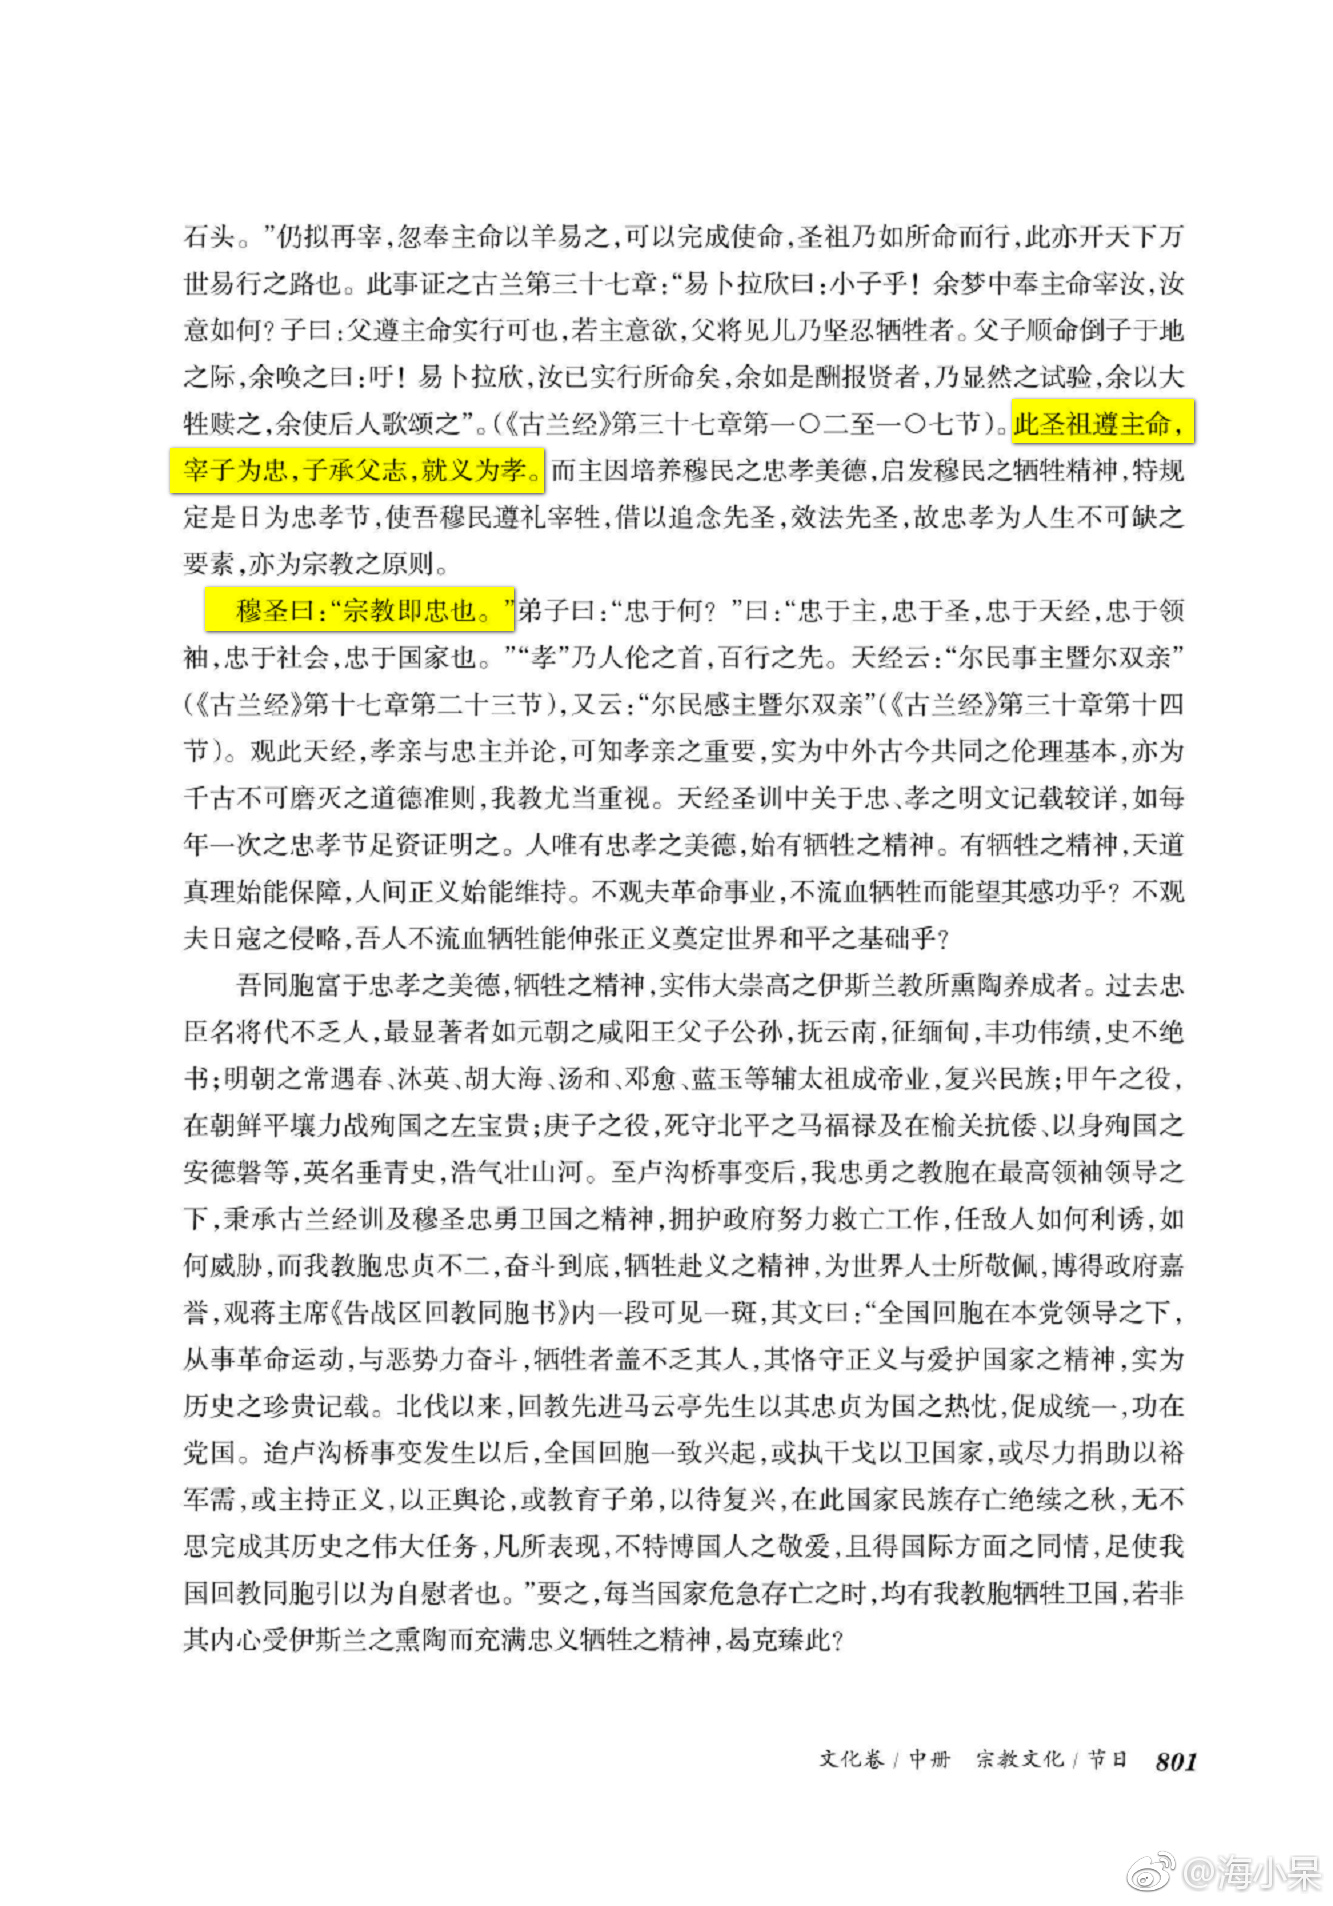 石头。”仍拟再宰，忽奉主命以羊易之，可以完成使命，圣祖乃如所命而行，此亦开天下万
世易行之路也。此事证之古兰第三十七章：“易卜拉欣曰：小子乎！余梦中奉主命宰汝，汝
意如何？子曰：父遵主命实行可也，若主意欲，父将见儿乃坚忍牺牲者。父子顺命倒子于地
之际，余唤之曰：吁！易卜拉欣，汝已实行所命矣，余如是酬报贤者，乃显然之试验，余以大
牲赎之，余使后人歌颂之”。（《古兰经》第三十七章第一〇二至一〇七节）。此圣祖遵主命，
宰子为忠，子承父志，就义为孝。而主因培养穆民之忠孝美德，启发穆民之牺牲精神，特规
定是日为忠孝节，使吾穆民遵礼宰牲，借以追念先圣，效法先圣，故忠孝为人生不可缺之
要素，亦为宗教之原则。
穆圣曰：“宗教即忠也。”弟子曰：“忠于何？”曰：“忠于主，忠于圣，忠于天经，忠于领
袖，忠于社会，忠于国家也。”“孝”乃人伦之首，百行之先。天经云：“尔民事主暨尔双亲”
（《古兰经》第十七章第二十三节），又云：“尔民感主暨尔双亲”（《古兰经》第三十章第十四
节）。观此天经，孝亲与忠主并论，可知孝亲之重要，实为中外古今共同之伦理基本，亦为
千古不可磨灭之道德准则，我教尤当重视。天经圣训中关于忠、孝之明文记载较详，如每
年一次之忠孝节足资证明之。人唯有忠孝之美德，始有牺牲之精神。有牺牲之精神，天道
真理始能保障，人间正义始能维持。不观夫革命事业，不流血牺牲而能望其感功乎？不观
夫日寇之侵略，吾人不流血牺牲能伸张正义奠定世界和平之基础乎？
吾同胞富于忠孝之美德，牺牲之精神，实伟大崇高之伊斯兰教所熏陶养成者。过去忠
臣名将代不乏人，最显著者如元朝之咸阳王父子公孙，抚云南，征缅甸，丰功伟绩，史不绝
书；明朝之常遇春、沐英、胡大海、汤和、邓愈、蓝玉等辅太祖成帝业，复兴民族；甲午之役，
在朝鲜平壤力战殉国之左宝贵；庚子之役，死守北平之马福禄及在榆关抗倭、以身殉国之
安德磐等，英名垂青史，浩气壮山河。至卢沟桥事变后，我忠勇之教胞在最高领袖领导之
下，秉承古兰经训及穆圣忠勇卫国之精神，拥护政府努力救亡工作，任敌人如何利诱，如
何威胁，而我教胞忠贞不二，奋斗到底，牺牲赴义之精神，为世界人士所敬佩，博得政府嘉
誉，观蒋主席《告战区回教同胞书》内一段可见一斑，其文曰：“全国回胞在本党领导之下，
从事革命运动，与恶势力奋斗，牺牲者盖不乏其人，其恪守正义与爱护国家之精神，实为
历史之珍贵记载。北伐以来，回教先进马云亭先生以其忠贞为国之热忱，促成统一，功在
党国。迨卢沟桥事变发生以后，全国回胞一致兴起，或执干戈以卫国家，或尽力捐助以裕
军需，或主持正义，以正舆论，或教育子弟，以待复兴，在此国家民族存亡绝续之秋，无不
思完成其历史之伟大任务，凡所表现，不特博国人之敬爱，且得国际方面之同情，足使我
国回教同胞引以为自慰者也。”要之，每当国家危急存亡之时，均有我教胞牺牲卫国，若非
其内心受伊斯兰之熏陶而充满忠义牺牲之精神，曷克臻此？
文化卷/中册 宗教文化/节日 801
@海小呆